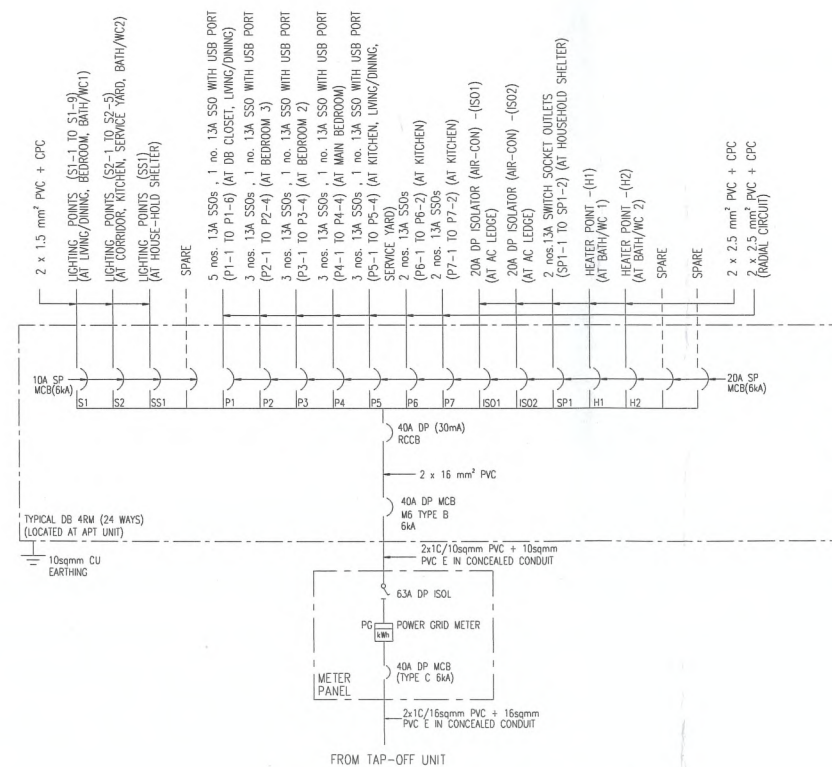 2 x 1.5 mm² PVC + CPC
LIGHTING POINTS (S1-1 TO S1-9)
(AT LIVING/DINING, BEDROOM, BATH/WC1)
LIGHTING POINTS (S2-1 TO S2-5)
(AT CORRIDOR, KITCHEN, SERVICE YARD, BATH/WC2)
LIGHTING POINTS (SS1)
(AT HOUSE-HOLD SHELTER)
SPARE
5 nos. 13A SSOs , 1 no. 13A SSO WITH USB PORT
(P1-1 TO P1-6) (AT DB CLOSET, LIVING/DINING)
3 nos. 13A SSOs , 1 no. 13A SSO WITH USB PORT
(P2-1 TO P2-4) (AT BEDROOM 3)
3 nos. 13A SSOs , 1 no. 13A SSO WITH USB PORT
(P3-1 TO P3-4) (AT BEDROOM 2)
3 nos. 13A SSOs , 1 no. 13A SSO WITH USB PORT
(P4-1 TO P4-4) (AT MAIN BEDROOM)
3 nos. 13A SSOs , 1 no. 13A SSO WITH USB PORT
(P5-1 TO P5-4) (AT KITCHEN, LIVING/DINING,
SERVICE YARD)
2 nos. 13A SSOs
(P6-1 TO P6-2) (AT KITCHEN)
2 nos. 13A SSOs
(P7-1 TO P7-2) (AT KITCHEN)
20A DP ISOLATOR (AIR-CON) -(ISO1)
(AT AC LEDGE)
20A DP ISOLATOR (AIR-CON) -(ISO2)
(AT AC LEDGE)
2 nos.13A SWITCH SOCKET OUTLETS
(SP1-1 TO SP1-2) (AT HOUSEHOLD SHELTER)
HEATER POINT -(H1)
(AT BATH/WC 1)
HEATER POINT -(H2)
(AT BATH/WC 2)
SPARE
SPARE
2 x 2.5 mm² PVC + CPC
2 x 2.5 mm² PVC + CPC
(RADIAL CIRCUIT)
10A SP
MCB(6kA)
20A SP
MCB(6kA)
S1 S2 SS1 P1 P2 P3 P4 P5 P6 P7 ISO1 ISO2 SP1 H1 H2
40A DP (30mA)
RCCB
2 x 16 mm² PVC
40A DP MCB
M6 TYPE B
6kA
TYPICAL DB 4RM (24 WAYS)
(LOCATED AT APT UNIT)
10sqmm CU
EARTHING
2x1C/10sqmm PVC + 10sqmm
PVC E IN CONCEALED CONDUIT
63A DP ISOL
PG POWER GRID METER
kWh
40A DP MCB
(TYPE C 6kA)
METER
PANEL
2x1C/16sqmm PVC + 16sqmm
PVC E IN CONCEALED CONDUIT
FROM TAP-OFF UNIT